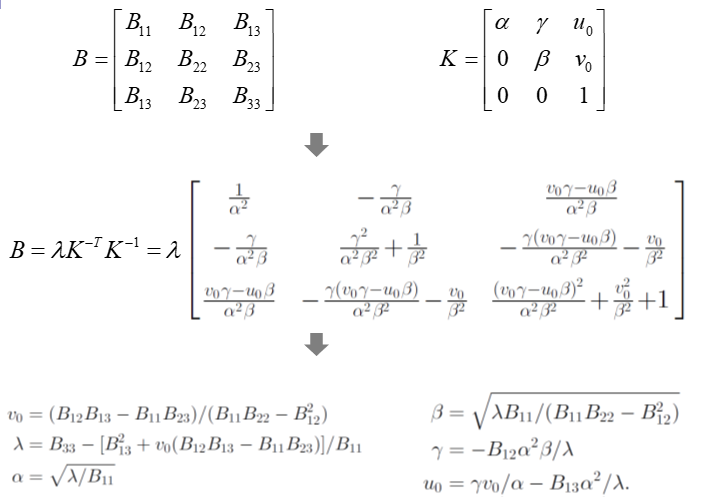 B = [ B₁₁ B₁₂ B₁₃
B₁₂ B₂₂ B₂₃
B₁₃ B₂₃ B₃₃ ]
K = [ α γ u₀
0 β v₀
0 0 1 ]
B = λK⁻ᵀK⁻¹ = λ [ 1/α² −γ/(α²β) (v₀γ−u₀β)/(α²β)
−γ/(α²β) γ²/(α²β²) + 1/β² −γ(v₀γ−u₀β)/(α²β²) − v₀/β²
(v₀γ−u₀β)/(α²β) −γ(v₀γ−u₀β)/(α²β²) − v₀/β² (v₀γ−u₀β)²/(α²β²) + v₀²/β² + 1 ]
v₀ = (B₁₂B₁₃ − B₁₁B₂₃)/(B₁₁B₂₂ − B₁₂²)
λ = B₃₃ − [B₁₃² + v₀(B₁₂B₁₃ − B₁₁B₂₃)]/B₁₁
α = √(λ/B₁₁)
β = √(λB₁₁/(B₁₁B₂₂ − B₁₂²))
γ = −B₁₂α²β/λ
u₀ = γv₀/α − B₁₃α²/λ.